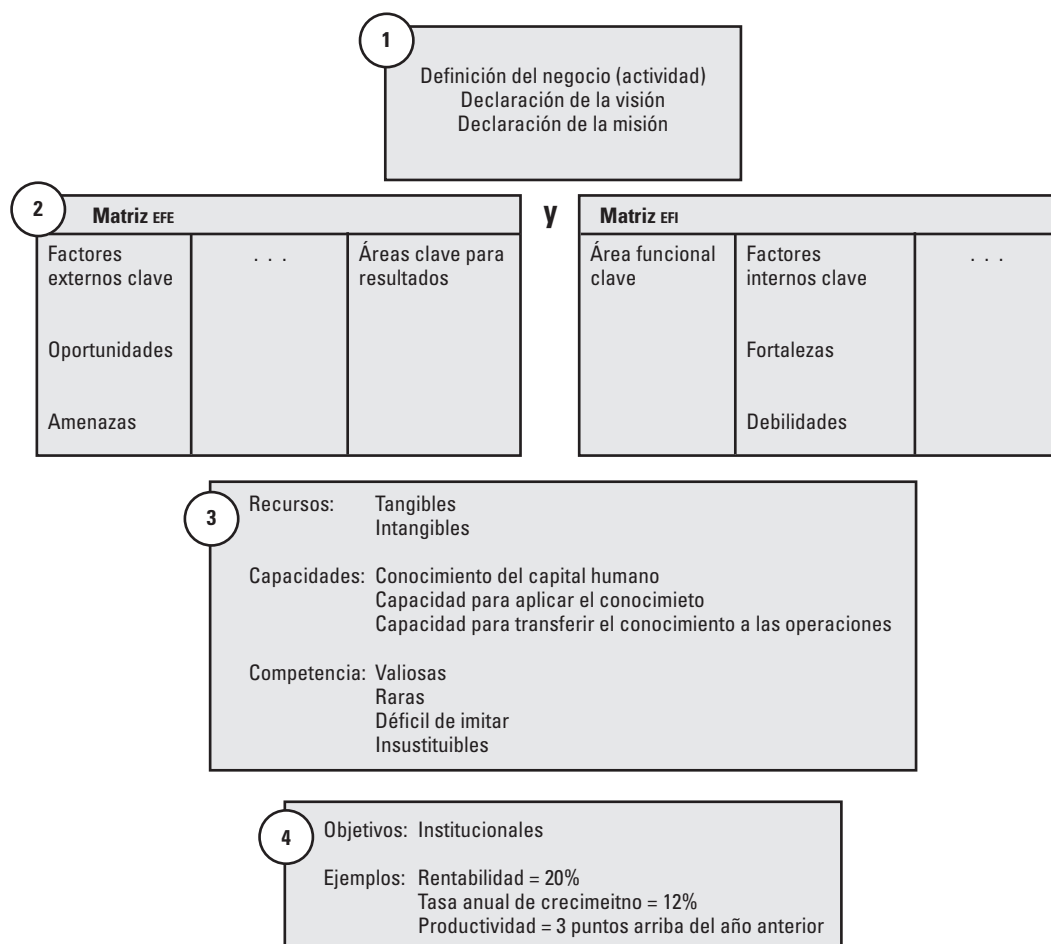 1
Definición del negocio (actividad)
Declaración de la visión
Declaración de la misión
2
Matriz EFE
Factores
externos clave
. . .
Áreas clave para
resultados
Oportunidades
Amenazas
y
Matriz EFI
Área funcional
clave
Factores
internos clave
. . .
Fortalezas
Debilidades
3
Recursos: Tangibles
Intangibles
Capacidades: Conocimiento del capital humano
Capacidad para aplicar el conocimieto
Capacidad para transferir el conocimiento a las operaciones
Competencia: Valiosas
Raras
Déficil de imitar
Insustituibles
4
Objetivos: Institucionales
Ejemplos: Rentabilidad = 20%
Tasa anual de crecimeitno = 12%
Productividad = 3 puntos arriba del año anterior